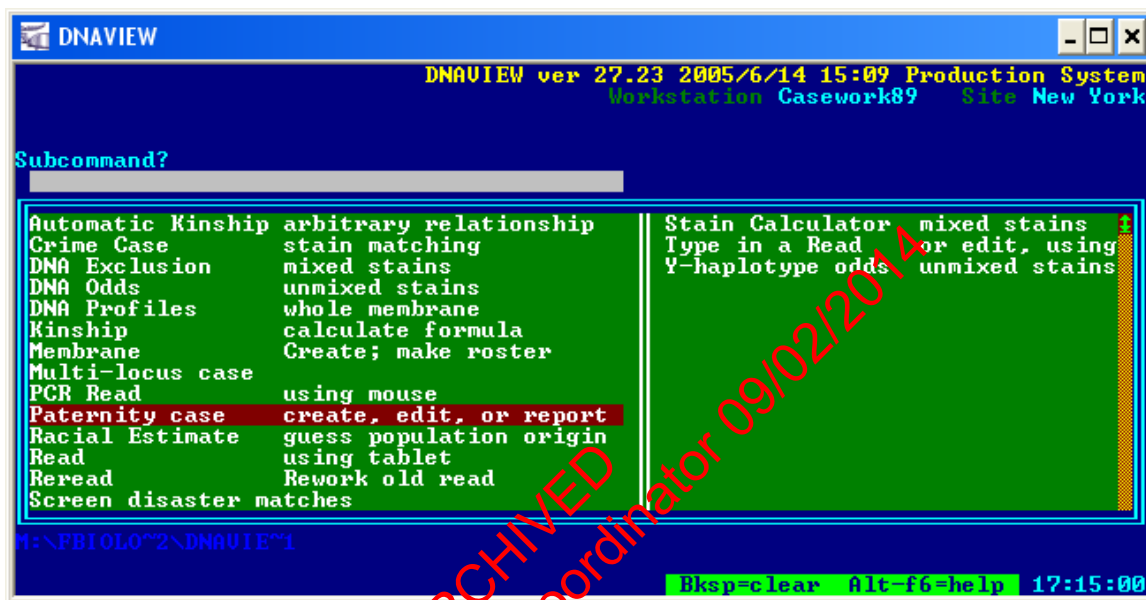 DNAVIEW
DNAVIEW ver 27.23 2005/6/14 15:09 Production System
Workstation Casework89 Site New York
Subcommand?
Automatic Kinship arbitrary relationship
Crime Case stain matching
DNA Exclusion mixed stains
DNA Odds unmixed stains
DNA Profiles whole membrane
Kinship calculate formula
Membrane Create; make roster
Multi-locus case
PCR Read using mouse
Paternity case create, edit, or report
Racial Estimate guess population origin
Read using tablet
Reread Rework old read
Screen disaster matches
Stain Calculator mixed stains
Type in a Read or edit, using
Y-haplotype odds unmixed stains
M:\FBIOLO~2\DNAVIE~1
Bksp=clear Alt-f6=help 17:15:00
ARCHIVED
oordinator 09/02/2014